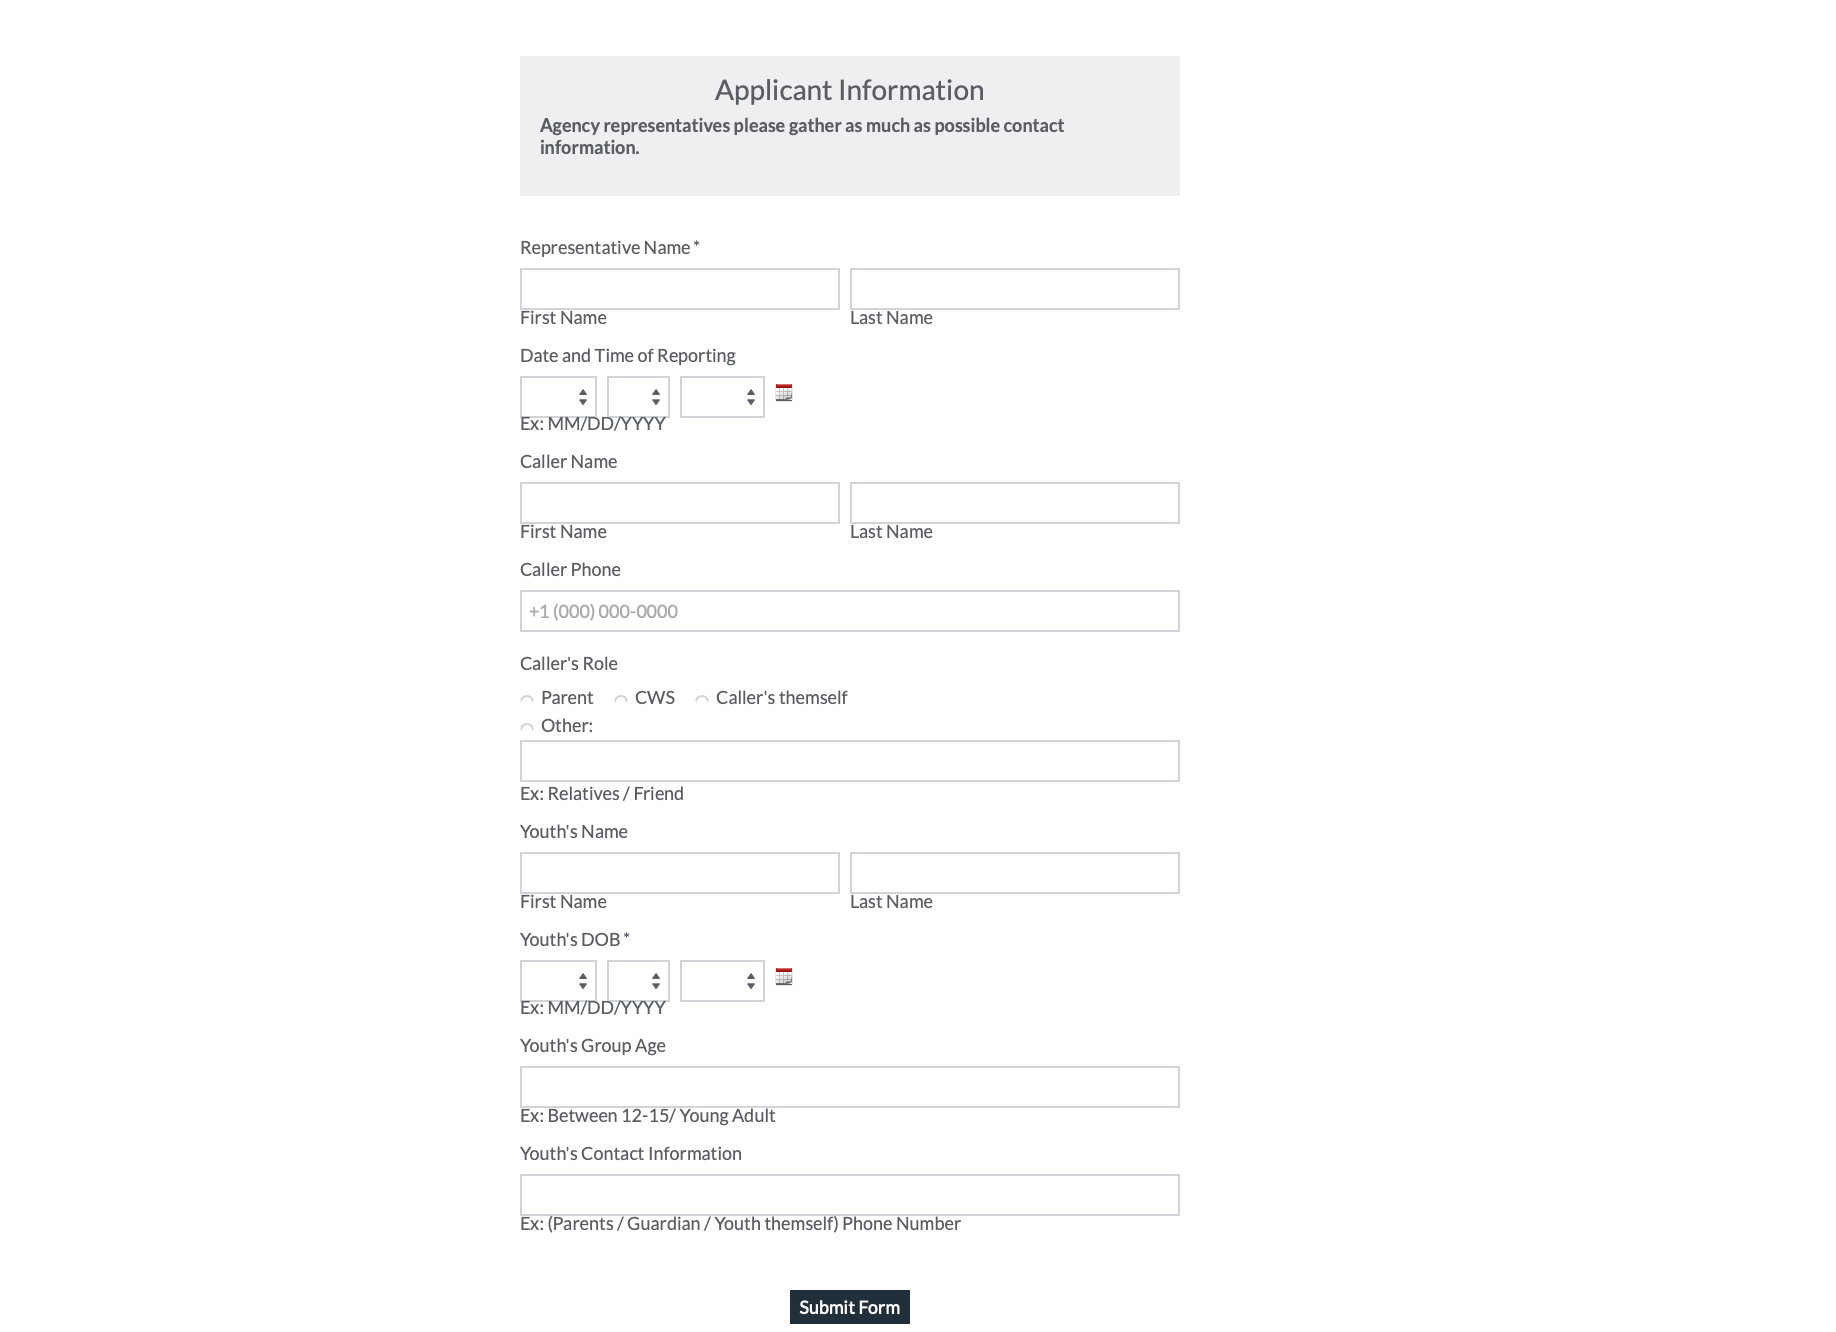 Applicant Information
Agency representatives please gather as much as possible contact
information.
Representative Name *
First Name Last Name
Date and Time of Reporting
Ex: MM/DD/YYYY
Caller Name
First Name Last Name
Caller Phone
+1 (000) 000-0000
Caller's Role
Parent CWS Caller's themself
Other:
Ex: Relatives / Friend
Youth's Name
First Name Last Name
Youth's DOB *
Ex: MM/DD/YYYY
Youth's Group Age
Ex: Between 12-15/ Young Adult
Youth's Contact Information
Ex: (Parents / Guardian / Youth themself) Phone Number
Submit Form